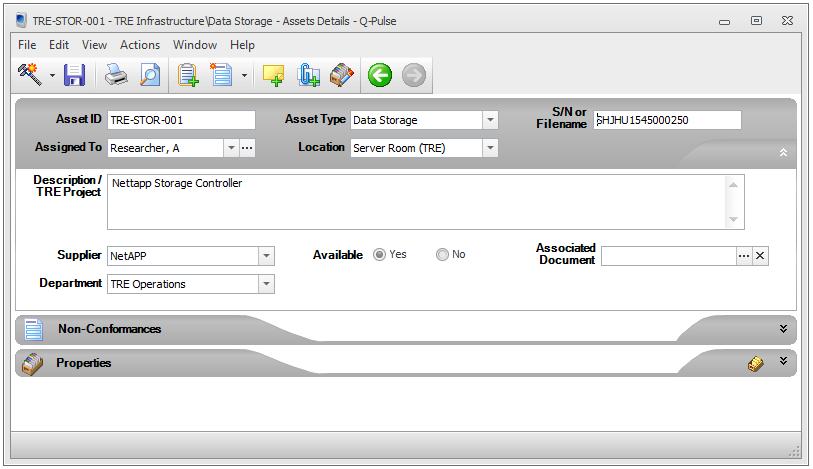 TRE-STOR-001 - TRE Infrastructure\Data Storage - Assets Details - Q-Pulse
File Edit View Actions Window Help
Asset ID TRE-STOR-001 Asset Type Data Storage S/N or Filename SHJHU1545000250
Assigned To Researcher, A Location Server Room (TRE)
Description / TRE Project Nettapp Storage Controller
Supplier NetAPP Available Yes No Associated Document
Department TRE Operations
Non-Conformances
Properties